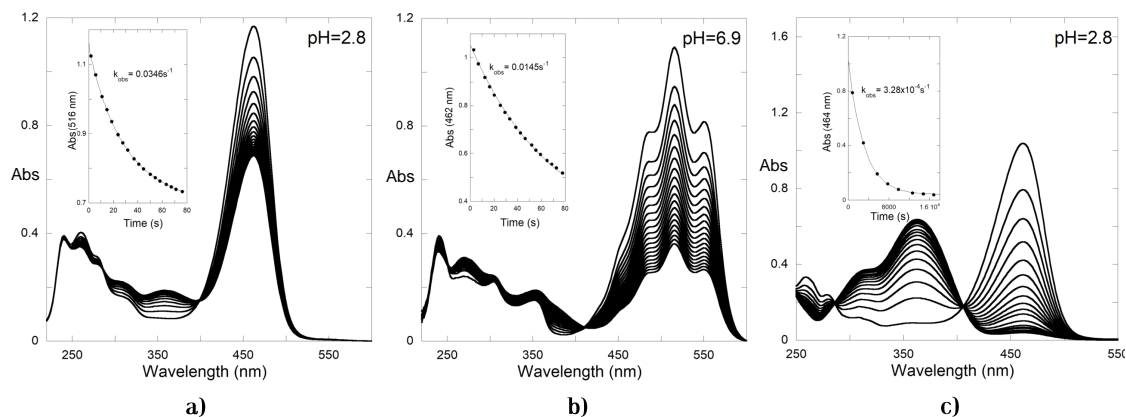 1.2
pH=2.8
1.1
0.9
0.7
Abs(516 nm)
k_obs= 0.0346s⁻¹
0 20 40 60 80
Time (s)
0.8
Abs
0.4
0
250 350 450 550
Wavelength (nm)
a)
1.2
pH=6.9
1
0.8
0.6
0.4
Abs (462 nm)
k_obs= 0.0145s⁻¹
0 20 40 60 80
Time (s)
0.8
Abs
0.4
0
250 350 450 550
Wavelength (nm)
b)
pH=2.8
1.6
1.2
0.8
0.4
0
Abs (464 nm)
k_obs= 3.28x10⁻⁴s⁻¹
0 8000 1.6 10⁴
Time (s)
1.2
Abs
0.8
0.4
0
250 350 450 550
Wavelength (nm)
c)